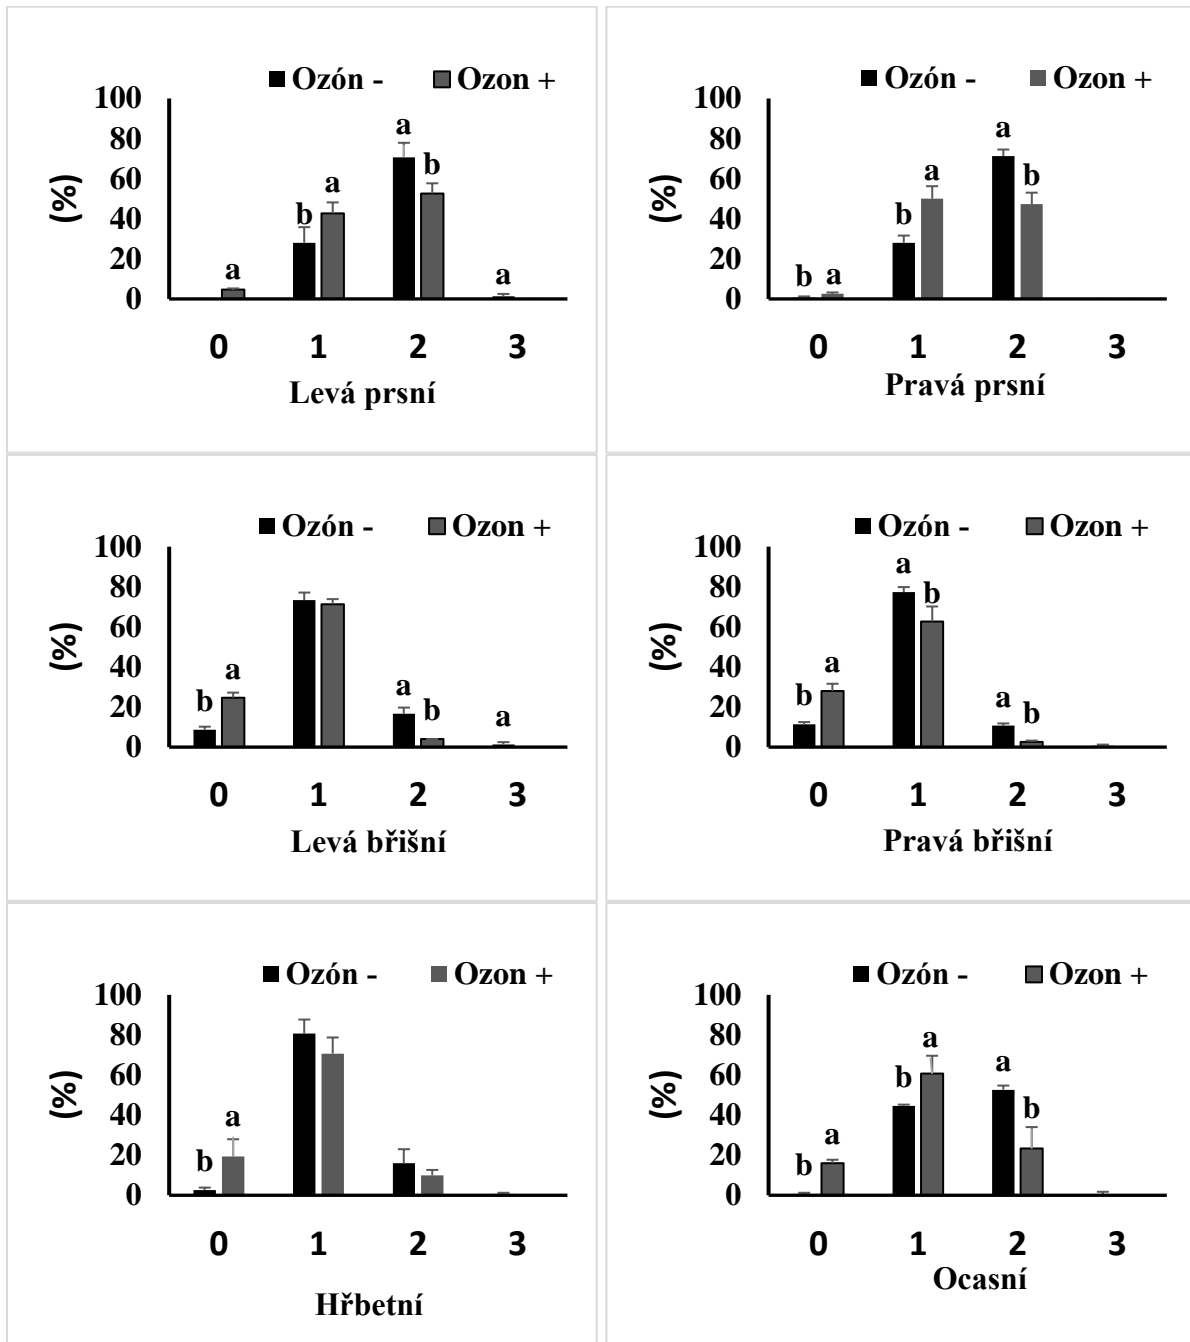 Ozón - Ozon +
100
80
60
40
20
0
(%)
a
b
a
b
a
a
0 1 2 3
Levá prsní
Ozón - Ozon +
100
80
60
40
20
0
(%)
a
a
b
b
b a
0 1 2 3
Pravá prsní
Ozón - Ozon +
100
80
60
40
20
0
(%)
a
b
a
b
a
0 1 2 3
Levá břišní
Ozón - Ozon +
100
80
60
40
20
0
(%)
a
b
a
b
a
b
0 1 2 3
Pravá břišní
Ozón - Ozon +
100
80
60
40
20
0
(%)
a
b
0 1 2 3
Hřbetní
Ozón - Ozon +
100
80
60
40
20
0
(%)
a
a
b
b
a
b
0 1 2 3
Ocasní